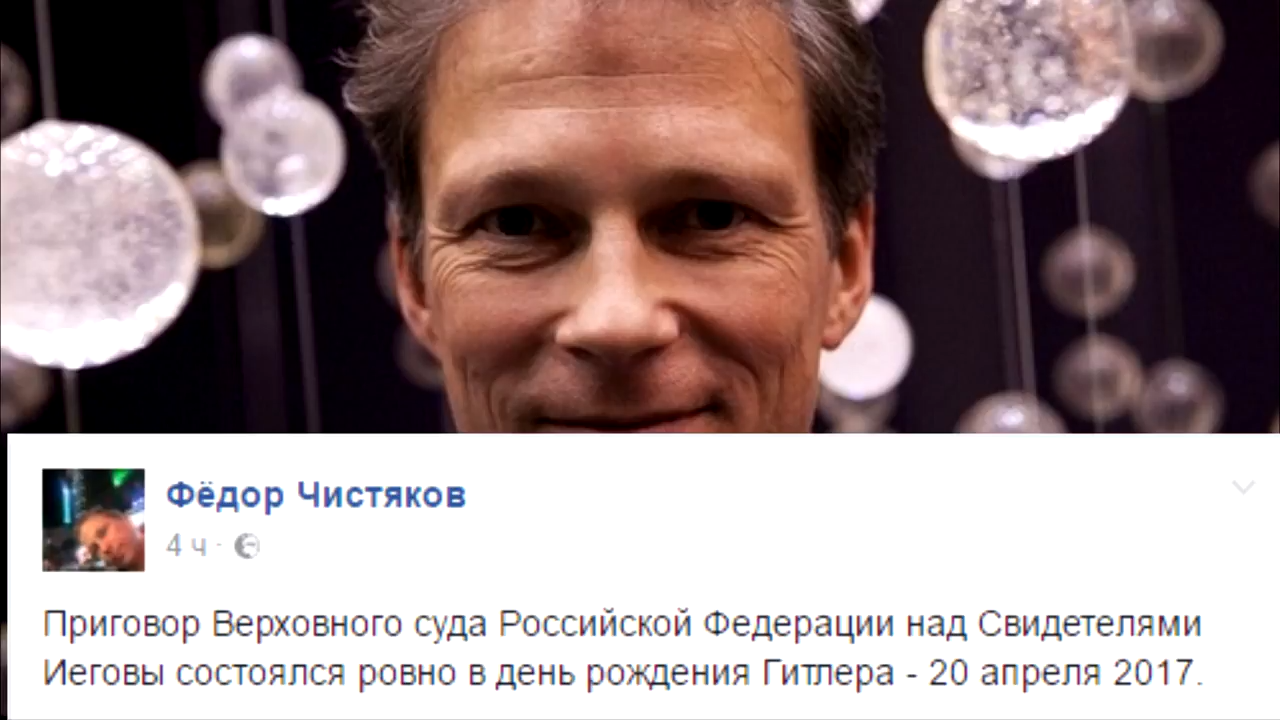 Фёдор Чистяков
4 ч ·
Приговор Верховного суда Российской Федерации над Свидетелями
Иеговы состоялся ровно в день рождения Гитлера - 20 апреля 2017.